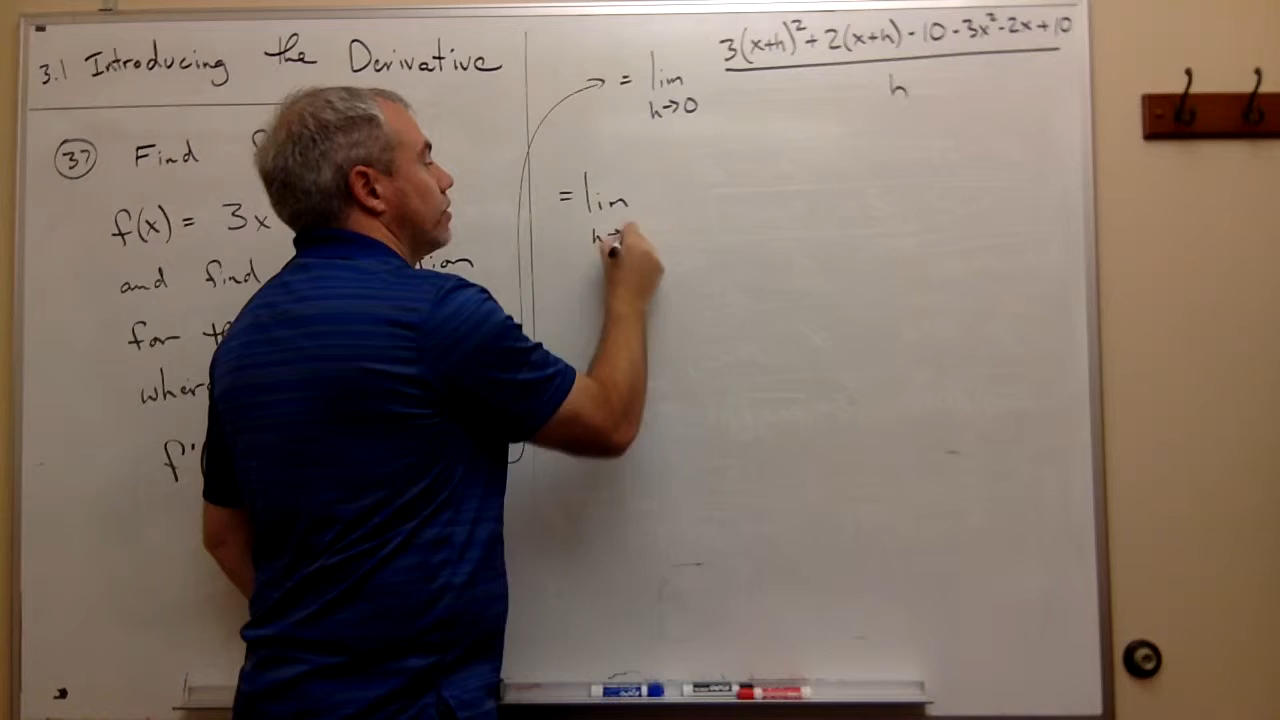 3.1 Introducing the Derivative
37 Find
f(x) = 3x
and find
for
where
f'(
= lim
h→0
3(x+h)² + 2(x+h) - 10 - 3x² - 2x + 10
h
= lim
h→